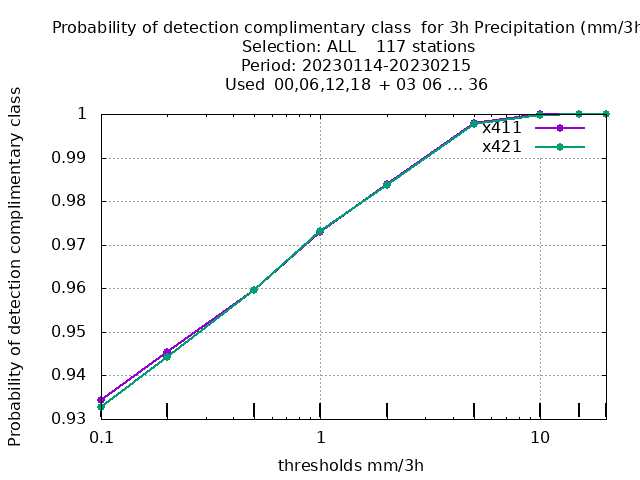 Probability of detection complimentary class for 3h Precipitation (mm/3h
Selection: ALL 117 stations
Period: 20230114-20230215
Used 00,06,12,18 + 03 06 ... 36
Probability of detection complimentary class
1
0.99
0.98
0.97
0.96
0.95
0.94
0.93
x411
x421
0.1 1 10
thresholds mm/3h